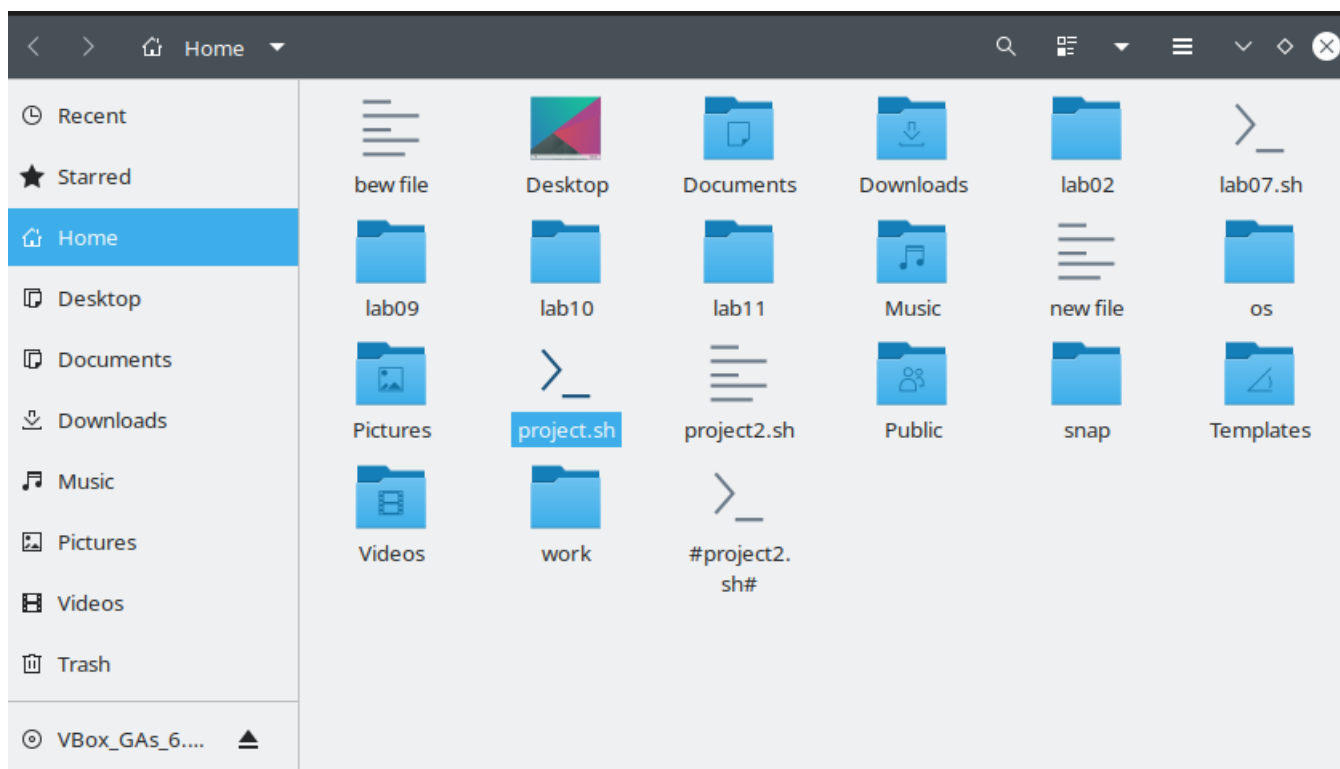 Home
Recent
Starred
Home
Desktop
Documents
Downloads
Music
Pictures
Videos
Trash
VBox_GAs_6....
bew file
Desktop
Documents
Downloads
lab02
lab07.sh
lab09
lab10
lab11
Music
new file
os
Pictures
project.sh
project2.sh
Public
snap
Templates
Videos
work
#project2.
sh#